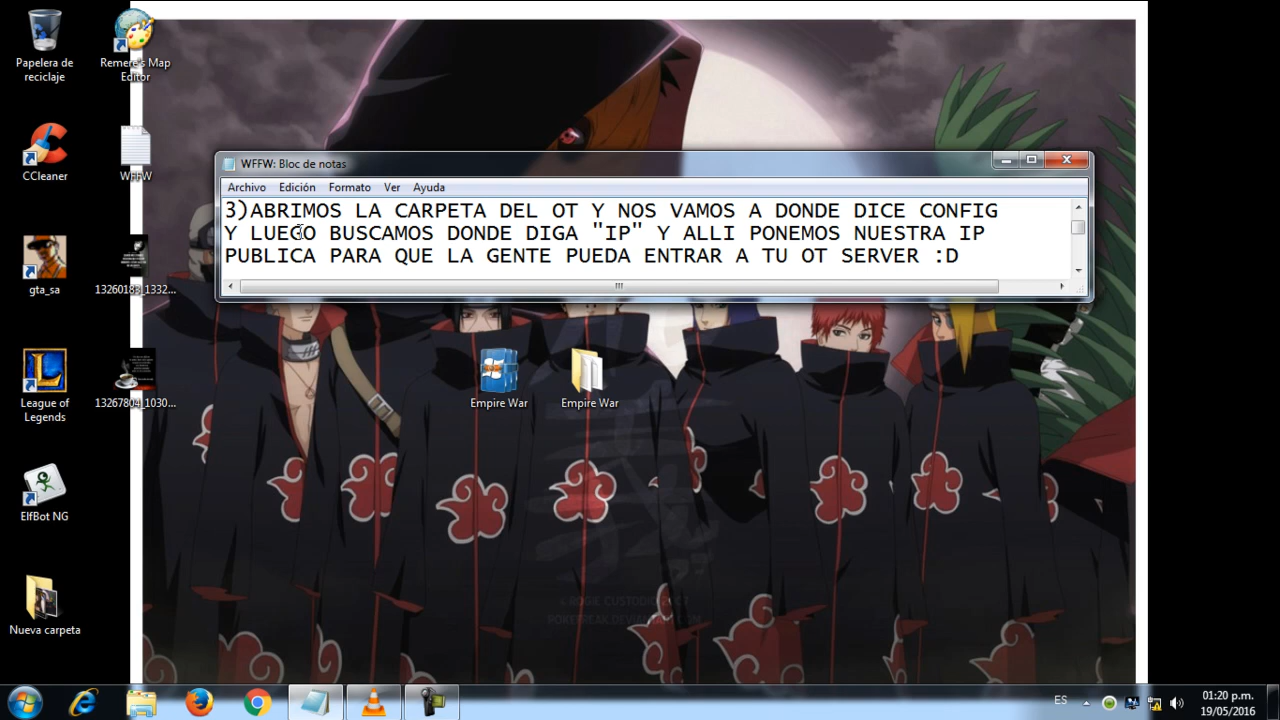 Papelera de
reciclaje
Remere's Map
Editor
CCleaner
WFFW
gta_sa
13260183_1332...
League of
Legends
13267804_1030...
ElfBot NG
Nueva carpeta
WFFW: Bloc de notas
Archivo Edición Formato Ver Ayuda
3)ABRIMOS LA CARPETA DEL OT Y NOS VAMOS A DONDE DICE CONFIG
Y LUEGO BUSCAMOS DONDE DIGA "IP" Y ALLI PONEMOS NUESTRA IP
PUBLICA PARA QUE LA GENTE PUEDA ENTRAR A TU OT SERVER :D
Empire War
Empire War
ES
01:20 p.m.
19/05/2016